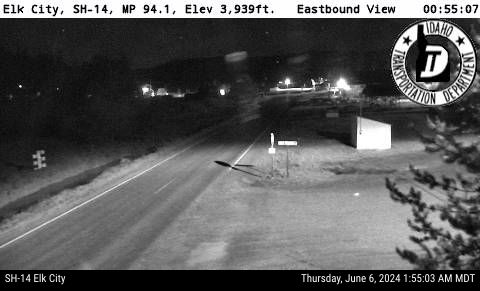 Elk City, SH-14, MP 94.1, Elev 3,939ft. Eastbound View 00:55:07
IDAHO
TRANSPORTATION DEPARTMENT
SH-14 Elk City Thursday, June 6, 2024 1:55:03 AM MDT